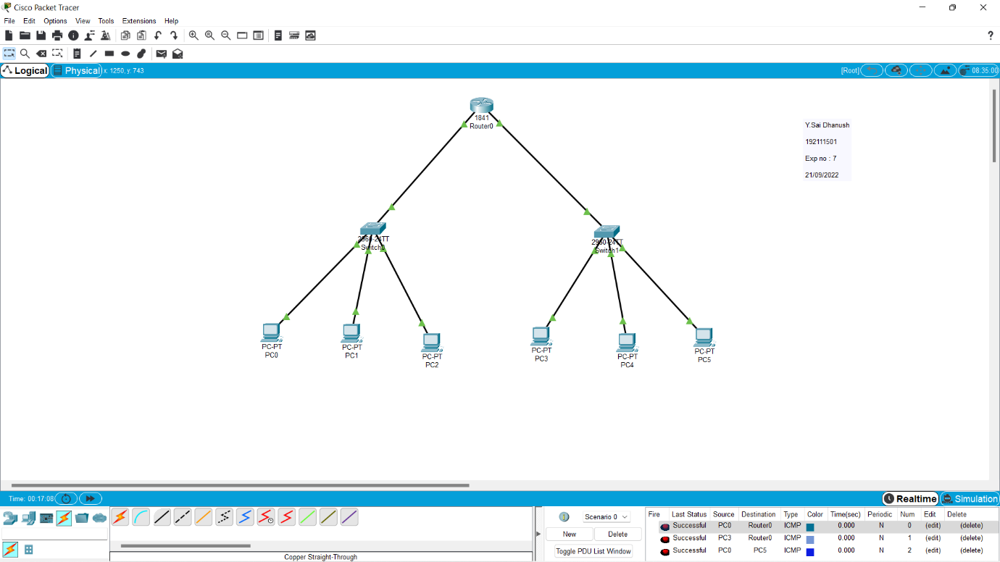 Cisco Packet Tracer
File Edit Options View Tools Extensions Help
?
Logical Physical x: 1250, y: 743 [Root] 08:35:00
1841
Router0
Y.Sai Dhanush
192111501
Exp no : 7
21/09/2022
2960-24TT
Switch0
2960-24TT
Switch1
PC-PT
PC0
PC-PT
PC1
PC-PT
PC2
PC-PT
PC3
PC-PT
PC4
PC-PT
PC5
Time: 00:17:08 Realtime Simulation
Scenario 0
New Delete
Toggle PDU List Window
Copper Straight-Through
Fire Last Status Source Destination Type Color Time(sec) Periodic Num Edit Delete
Successful PC0 Router0 ICMP 0.000 N 0 (edit) (delete)
Successful PC3 Router0 ICMP 0.000 N 1 (edit) (delete)
Successful PC0 PC5 ICMP 0.000 N 2 (edit) (delete)